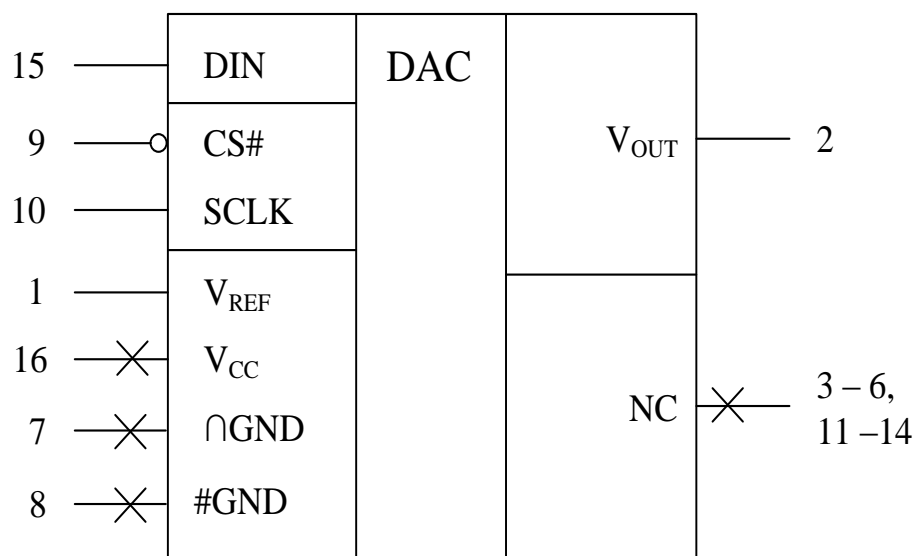 DAC
15 DIN
9 CS#
10 SCLK
1 V_REF
16 V_CC
7 ∩GND
8 #GND
V_OUT 2
NC 3 – 6,
11 –14